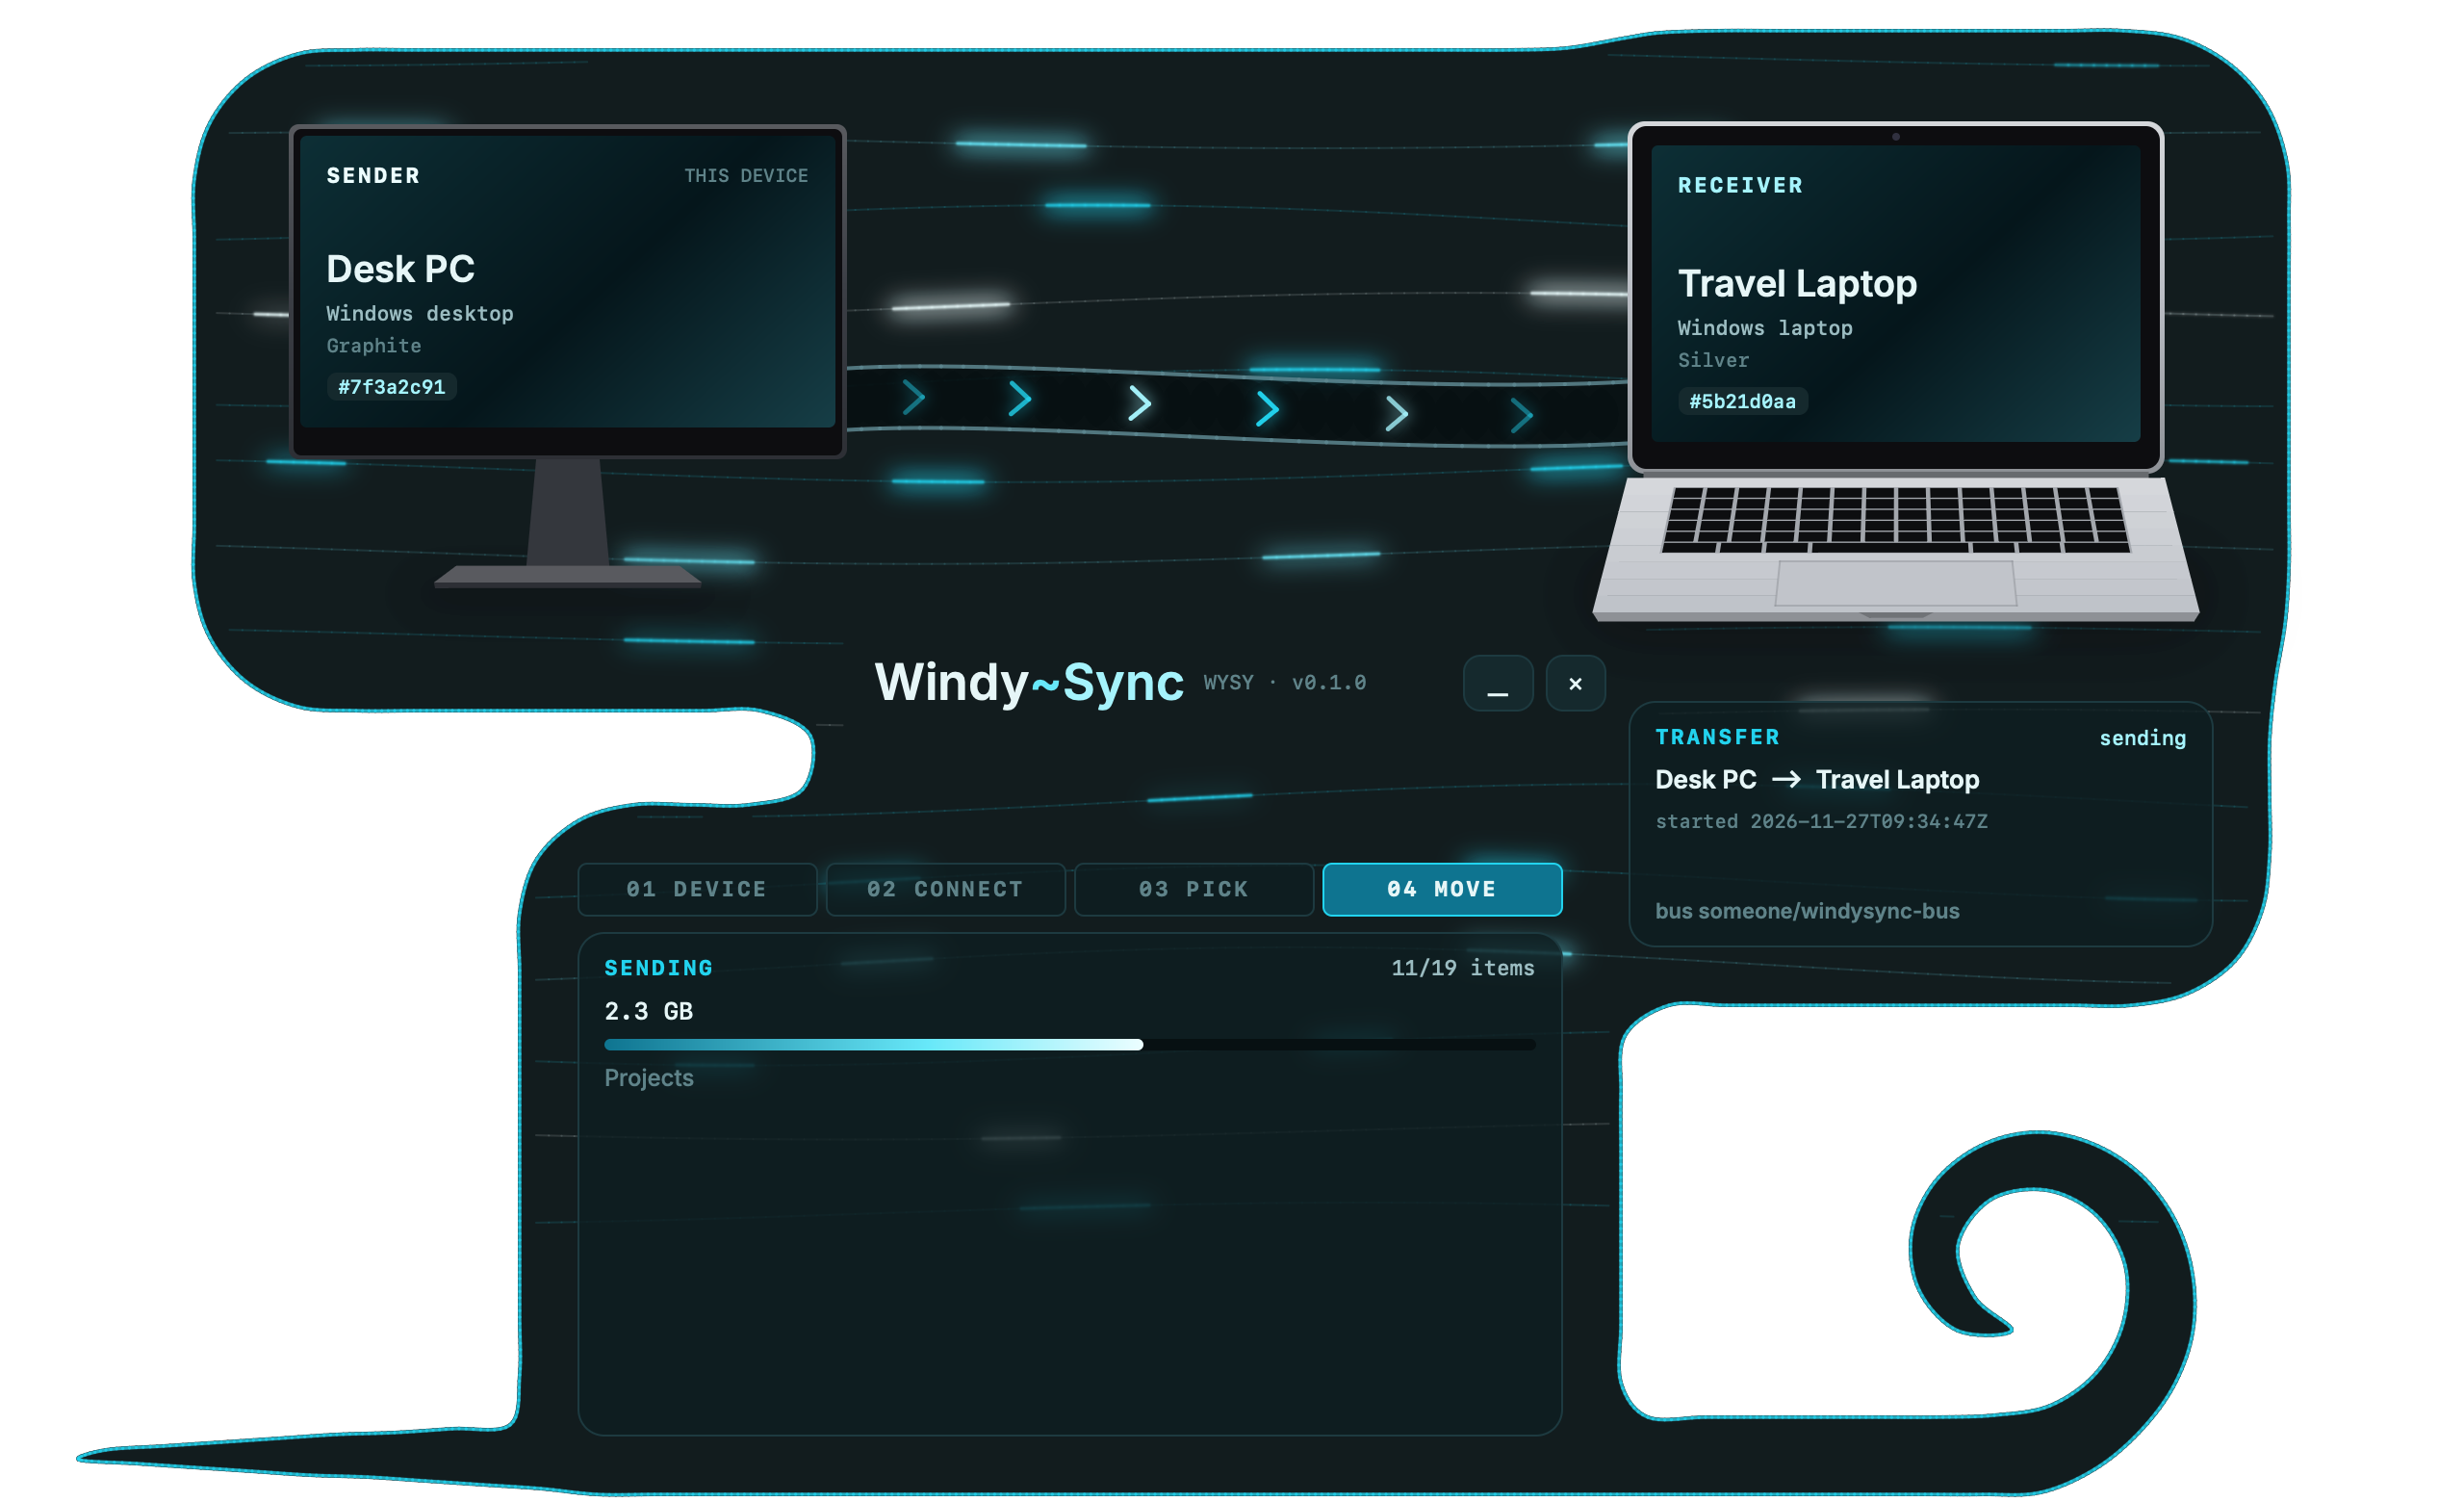 SENDER THIS DEVICE
Desk PC
Windows desktop
Graphite
#7f3a2c91
RECEIVER
Travel Laptop
Windows laptop
Silver
#5b21d0aa
Windy~Sync WYSY · v0.1.0 _ ×
TRANSFER sending
Desk PC → Travel Laptop
started 2026-11-27T09:34:47Z
bus someone/windysync-bus
01 DEVICE 02 CONNECT 03 PICK 04 MOVE
SENDING 11/19 items
2.3 GB
Projects